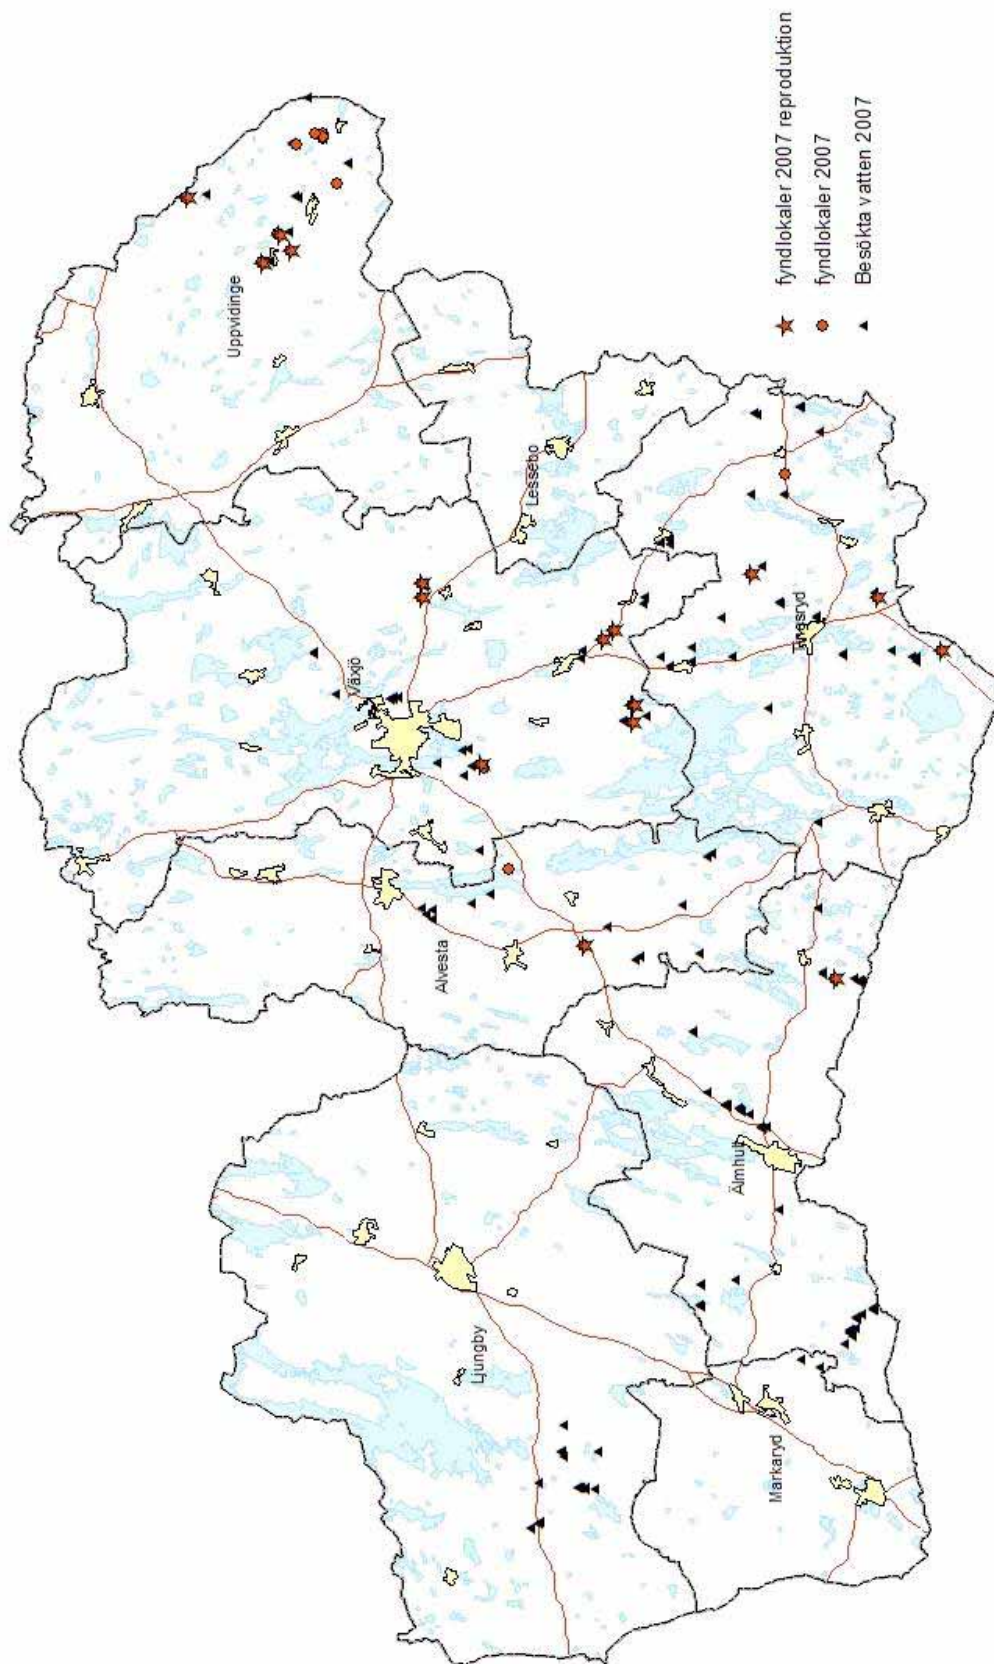 Uppvidinge
Växjö
Alvesta
Ljungby
Lessebo
Älmhult
Markaryd
Tingsryd
fyndlokaler 2007 reproduktion
fyndlokaler 2007
Besökta vatten 2007